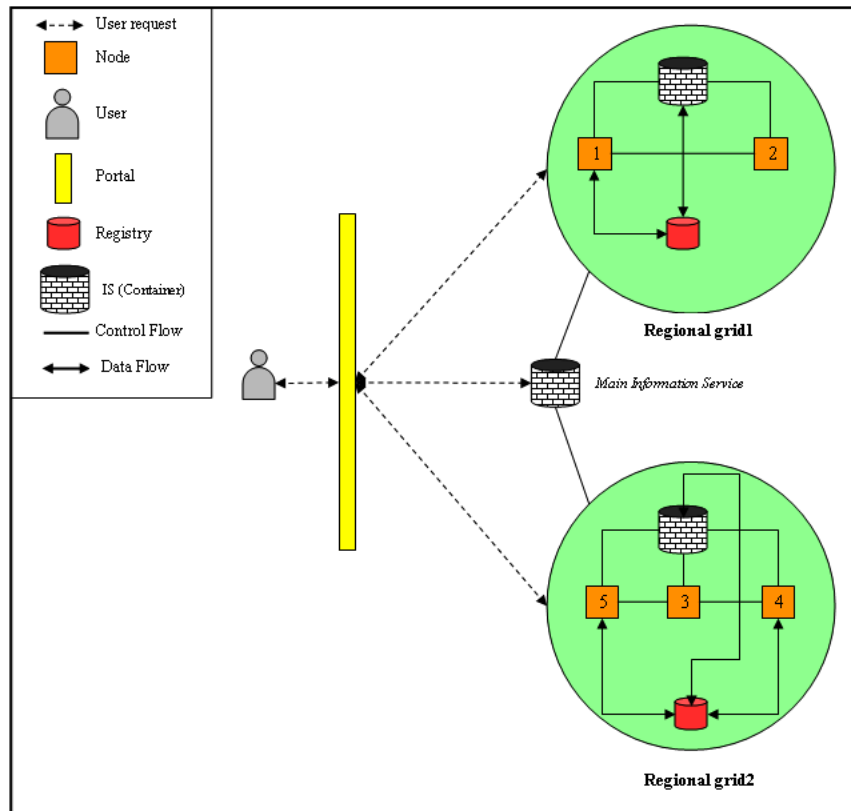 User request
Node
User
Portal
Registry
IS (Container)
Control Flow
Data Flow
1
2
Regional grid1
Main Information Service
5
3
4
Regional grid2